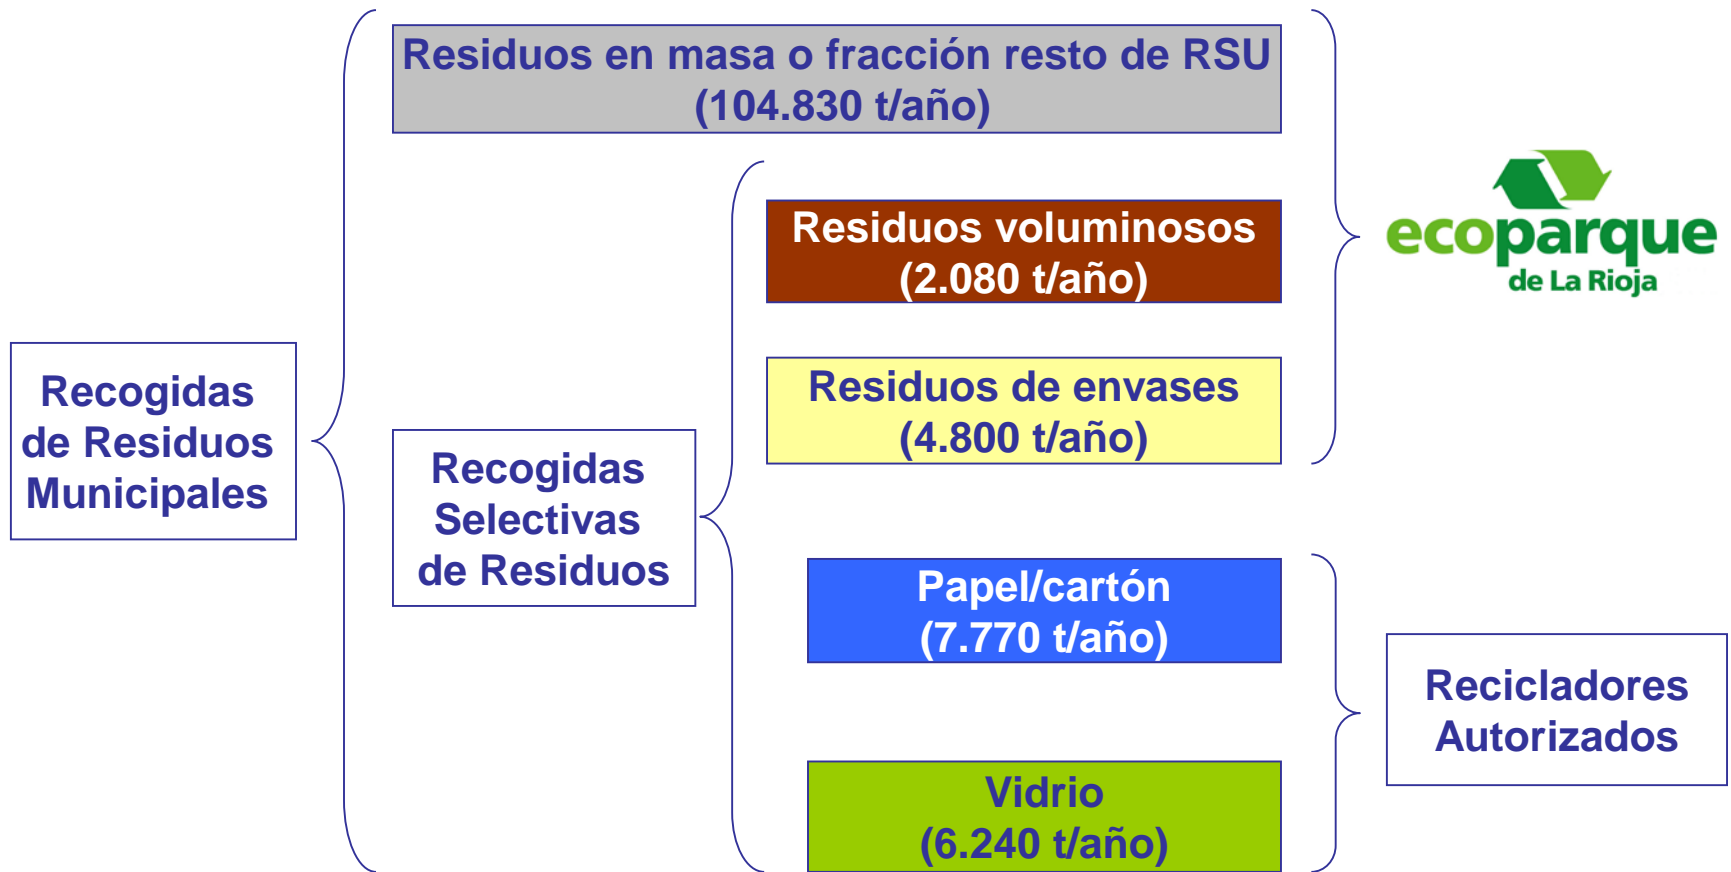 Residuos en masa o fracción resto de RSU
(104.830 t/año)
Residuos voluminosos
(2.080 t/año)
ecoparque
de La Rioja
Recogidas
de Residuos
Municipales
Residuos de envases
(4.800 t/año)
Recogidas
Selectivas
de Residuos
Papel/cartón
(7.770 t/año)
Recicladores
Autorizados
Vidrio
(6.240 t/año)